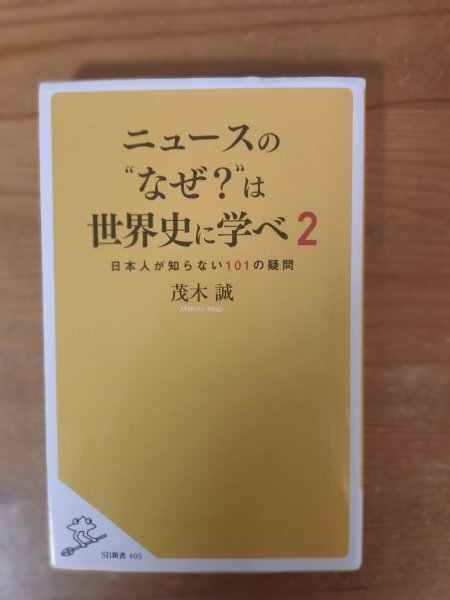 ニュースの
“なぜ？”は
世界史に学べ 2
日本人が知らない101の疑問
茂木 誠
Makoto Mogi
SB新書 405